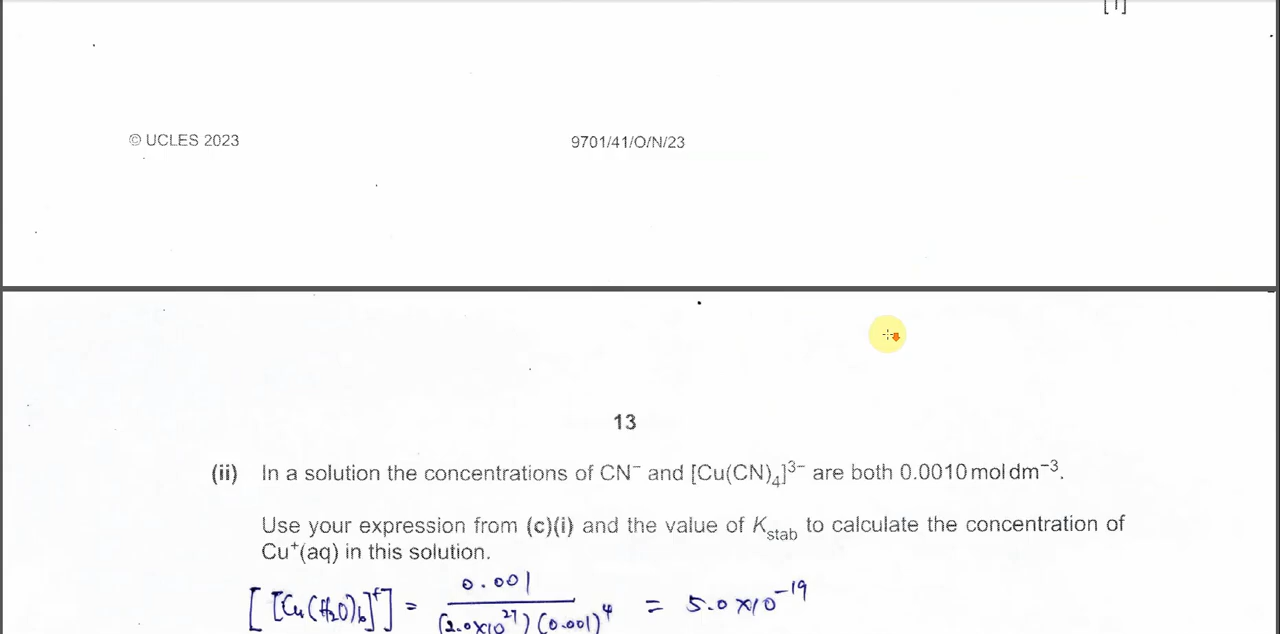 [1]
© UCLES 2023
9701/41/O/N/23
13
(ii) In a solution the concentrations of CN⁻ and [Cu(CN)₄]³⁻ are both 0.0010 mol dm⁻³.
Use your expression from (c)(i) and the value of Kstab to calculate the concentration of
Cu⁺(aq) in this solution.
[[Cu(H₂O)₆]⁺] = 0.001 / (2.0×10²⁷)(0.001)⁴ = 5.0×10⁻¹⁹